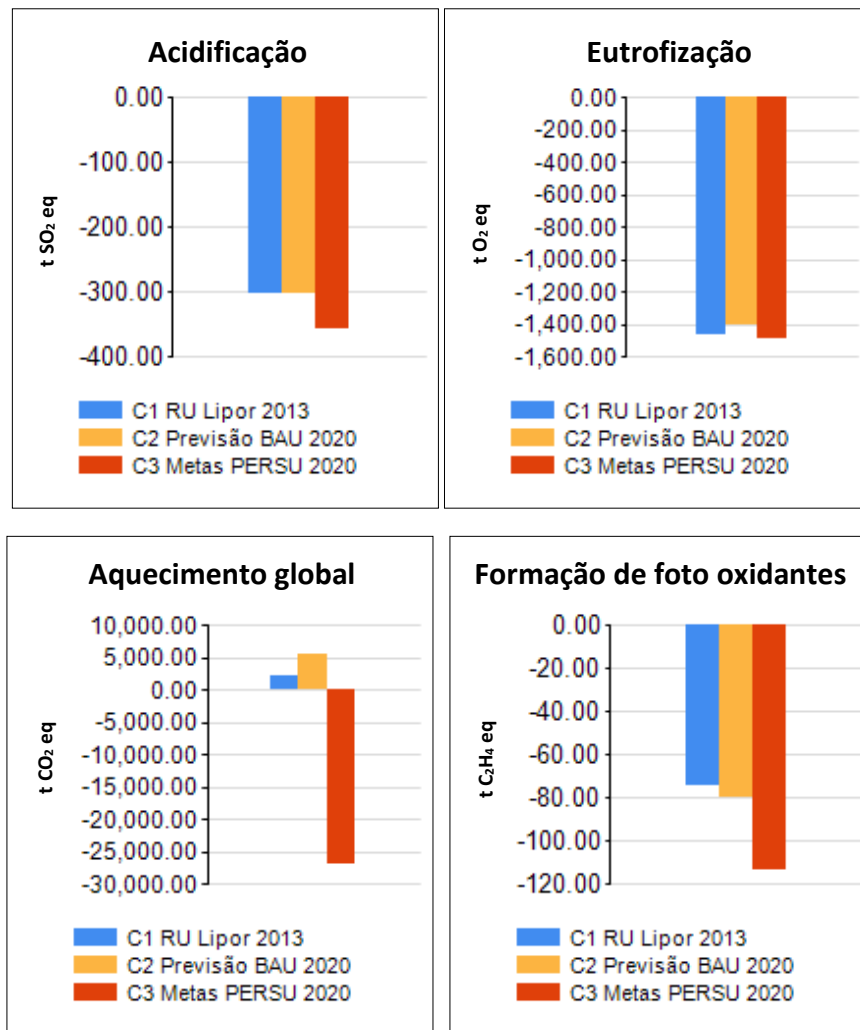 Acidificação
0.00
-100.00
-200.00
-300.00
-400.00
t SO₂ eq
C1 RU Lipor 2013
C2 Previsão BAU 2020
C3 Metas PERSU 2020
Eutrofização
0.00
-200.00
-400.00
-600.00
-800.00
-1,000.00
-1,200.00
-1,400.00
-1,600.00
t O₂ eq
C1 RU Lipor 2013
C2 Previsão BAU 2020
C3 Metas PERSU 2020
Aquecimento global
10,000.00
5,000.00
0.00
-5,000.00
-10,000.00
-15,000.00
-20,000.00
-25,000.00
-30,000.00
t CO₂ eq
C1 RU Lipor 2013
C2 Previsão BAU 2020
C3 Metas PERSU 2020
Formação de foto oxidantes
0.00
-20.00
-40.00
-60.00
-80.00
-100.00
-120.00
t C₂H₄ eq
C1 RU Lipor 2013
C2 Previsão BAU 2020
C3 Metas PERSU 2020